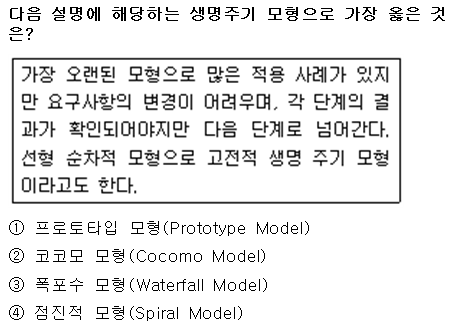 다음 설명에 해당하는 생명주기 모형으로 가장 옳은 것
은?
가장 오랜된 모형으로 많은 적용 사례가 있지
만 요구사항의 변경이 어려우며, 각 단계의 결
과가 확인되어야지만 다음 단계로 넘어간다.
선형 순차적 모형으로 고전적 생명 주기 모형
이라고도 한다.
① 프로토타입 모형(Prototype Model)
② 코코모 모형(Cocomo Model)
③ 폭포수 모형(Waterfall Model)
④ 점진적 모형(Spiral Model)